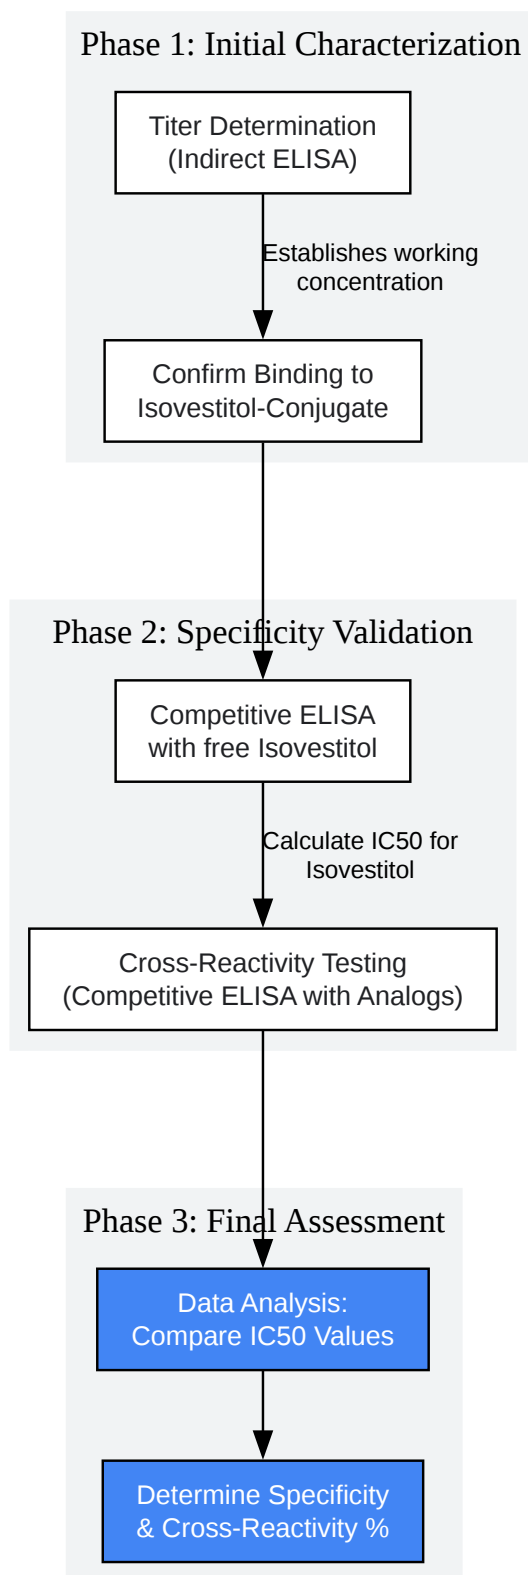 Phase 1: Initial Characterization
Titer Determination
(Indirect ELISA)
Establishes working
concentration
Confirm Binding to
Isovestitol-Conjugate
Phase 2: Specificity Validation
Competitive ELISA
with free Isovestitol
Calculate IC50 for
Isovestitol
Cross-Reactivity Testing
(Competitive ELISA with Analogs)
Phase 3: Final Assessment
Data Analysis:
Compare IC50 Values
Determine Specificity
& Cross-Reactivity %